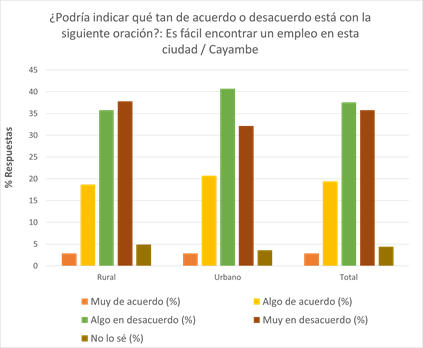 ¿Podría indicar qué tan de acuerdo o desacuerdo está con la
siguiente oración?: Es fácil encontrar un empleo en esta
ciudad / Cayambe
% Respuestas
45
40
35
30
25
20
15
10
5
0
Rural Urbano Total
Muy de acuerdo (%) Algo de acuerdo (%)
Algo en desacuerdo (%) Muy en desacuerdo (%)
No lo sé (%)